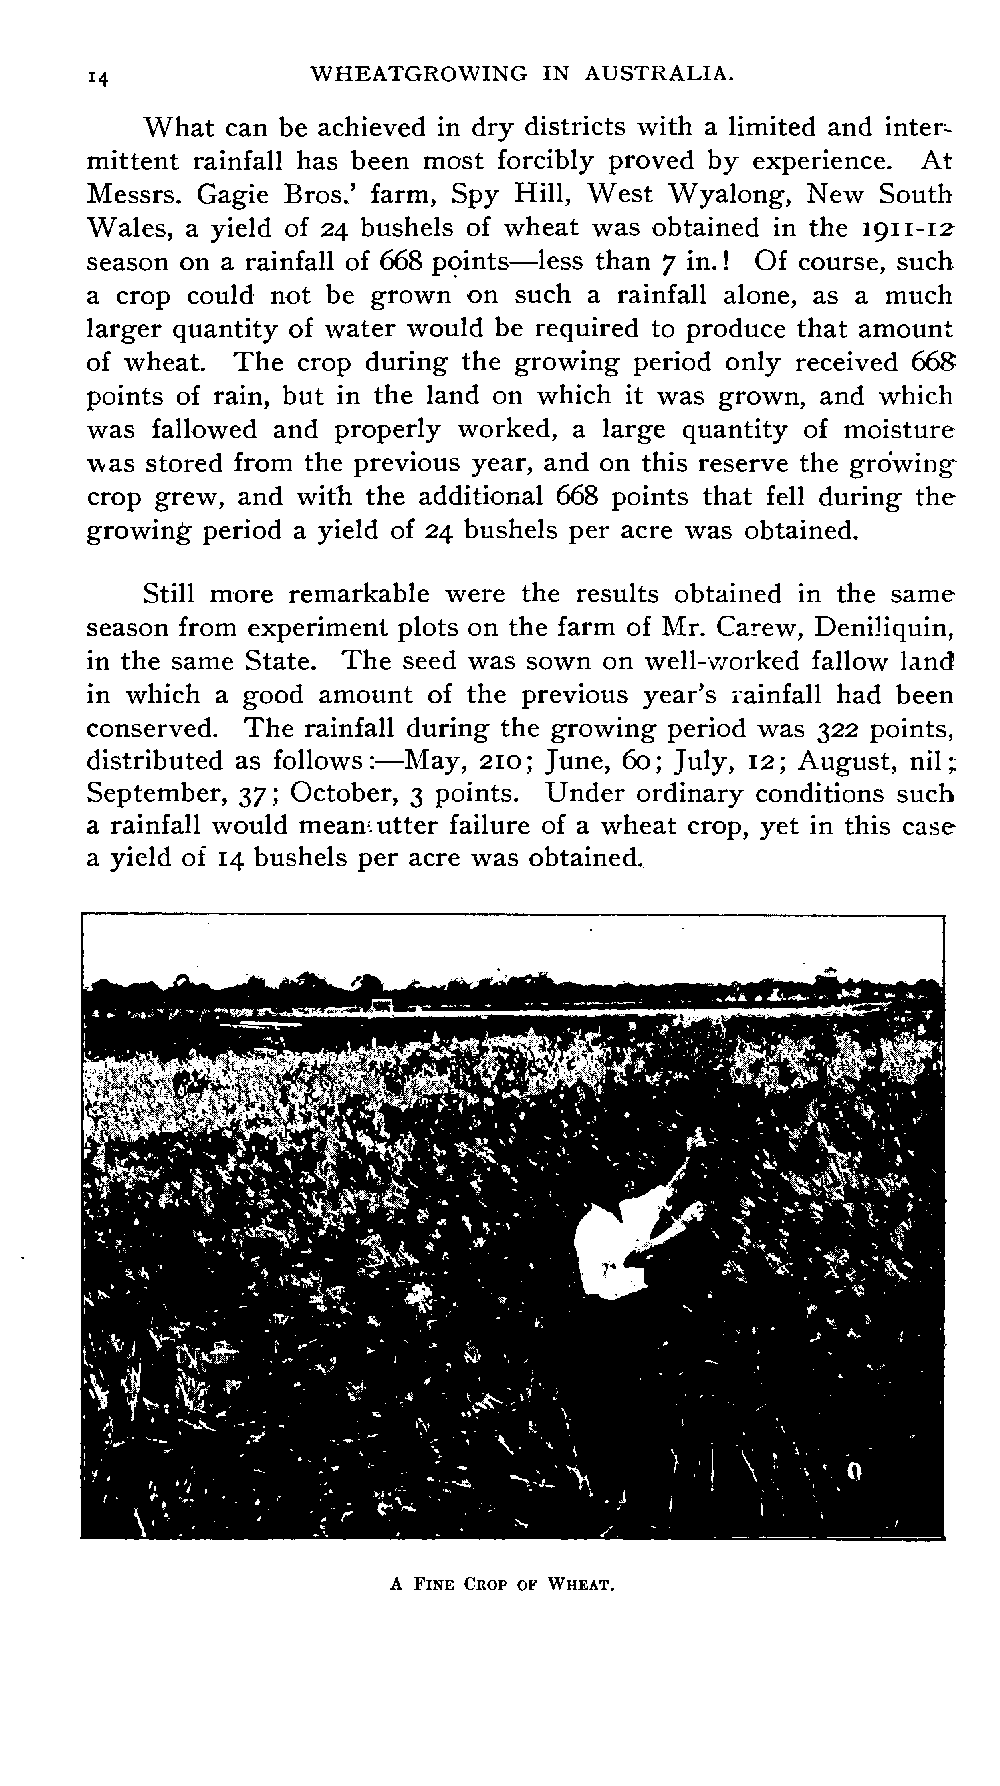 14 WHEATGROWING IN AUSTRALIA.
What can be achieved in dry districts with a limited and inter-
mittent rainfall has been most forcibly proved by experience. At
Messrs. Gagie Bros.' farm, Spy Hill, West Wyalong, New South
Wales, a yield of 24 bushels of wheat was obtained in the 1911-12
season on a rainfall of 668 points—less than 7 in.! Of course, such
a crop could not be grown on such a rainfall alone, as a much
larger quantity of water would be required to produce that amount
of wheat. The crop during the growing period only received 668
points of rain, but in the land on which it was grown, and which
was fallowed and properly worked, a large quantity of moisture
was stored from the previous year, and on this reserve the growing
crop grew, and with the additional 668 points that fell during the
growing period a yield of 24 bushels per acre was obtained.
Still more remarkable were the results obtained in the same
season from experiment plots on the farm of Mr. Carew, Deniliquin,
in the same State. The seed was sown on well-worked fallow land
in which a good amount of the previous year's rainfall had been
conserved. The rainfall during the growing period was 322 points,
distributed as follows:—May, 210; June, 60; July, 12; August, nil;
September, 37; October, 3 points. Under ordinary conditions such
a rainfall would mean utter failure of a wheat crop, yet in this case
a yield of 14 bushels per acre was obtained.
A FINE CROP OF WHEAT.